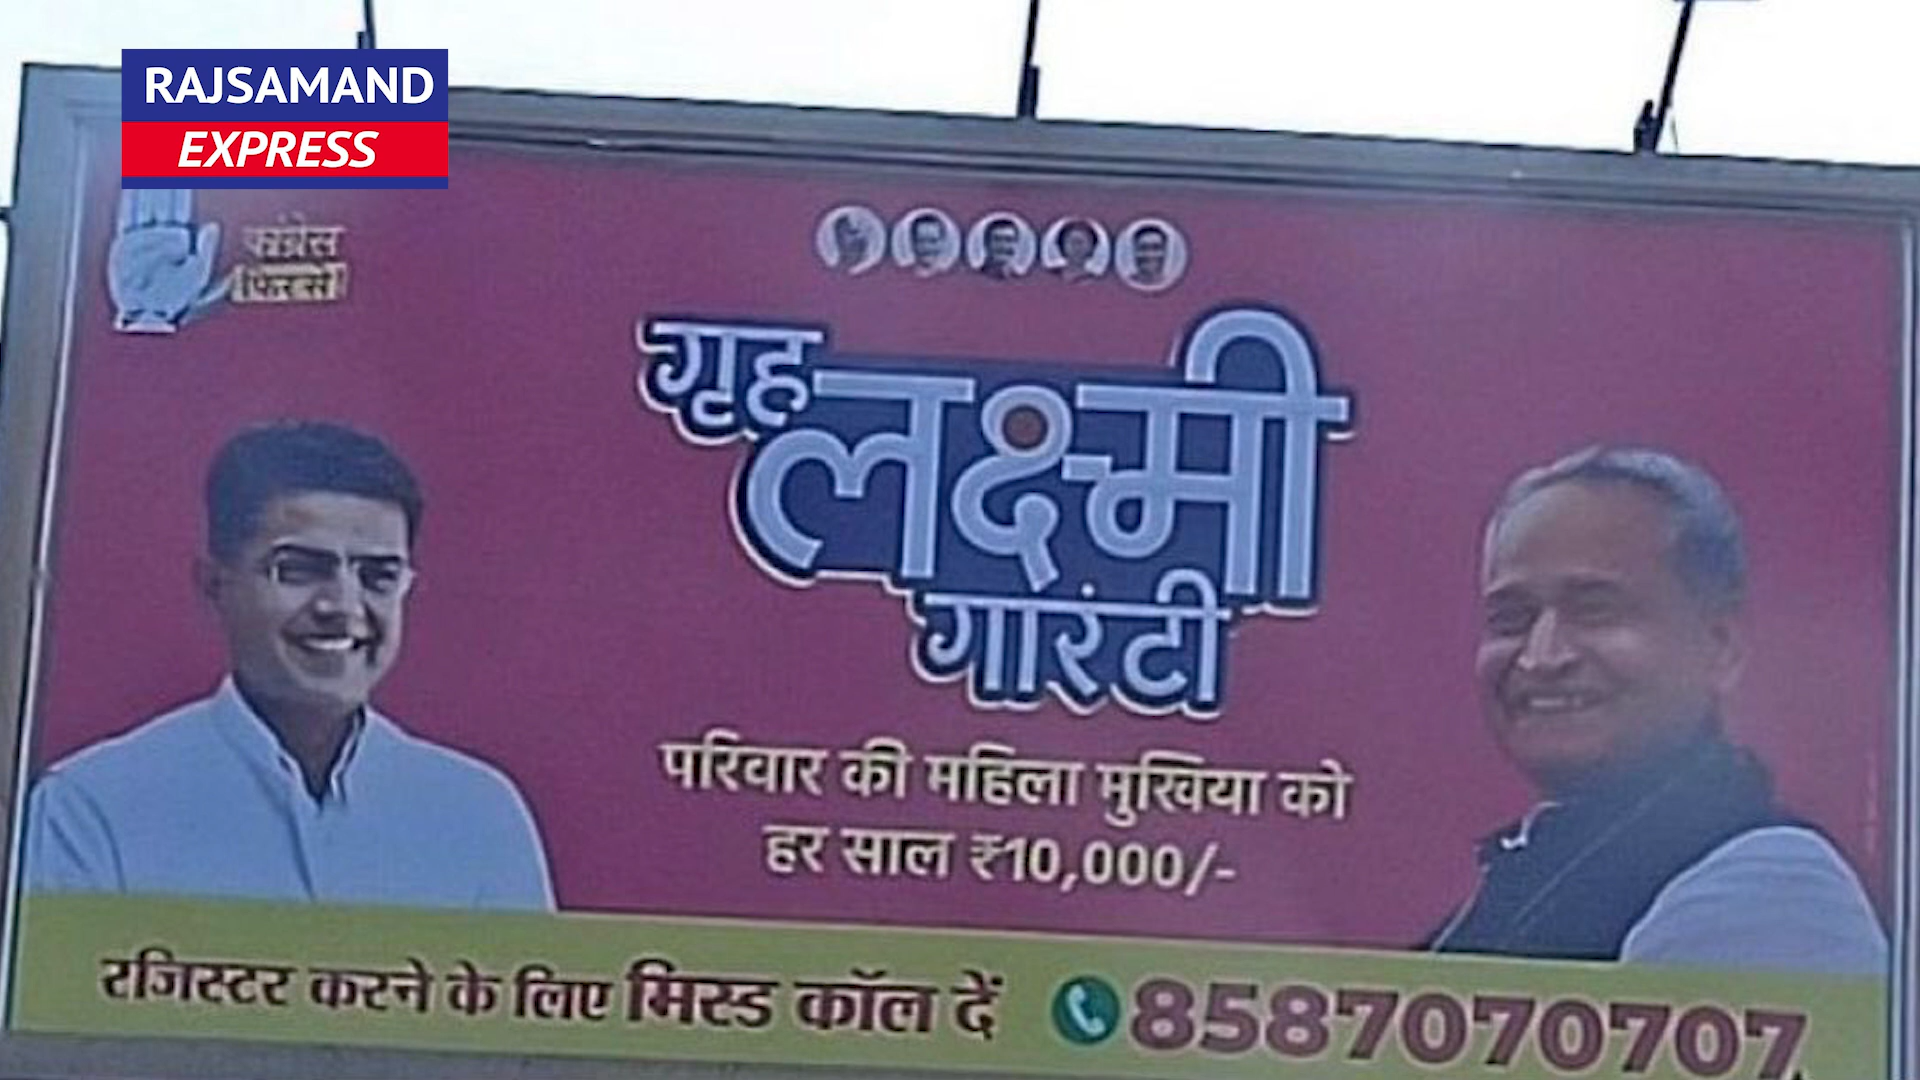 RAJSAMAND
EXPRESS
कांग्रेस
फिर से
गृह
लक्ष्मी
गारंटी
परिवार की महिला मुखिया को
हर साल ₹10,000/-
रजिस्टर करने के लिए मिस्ड कॉल दें 8587070707